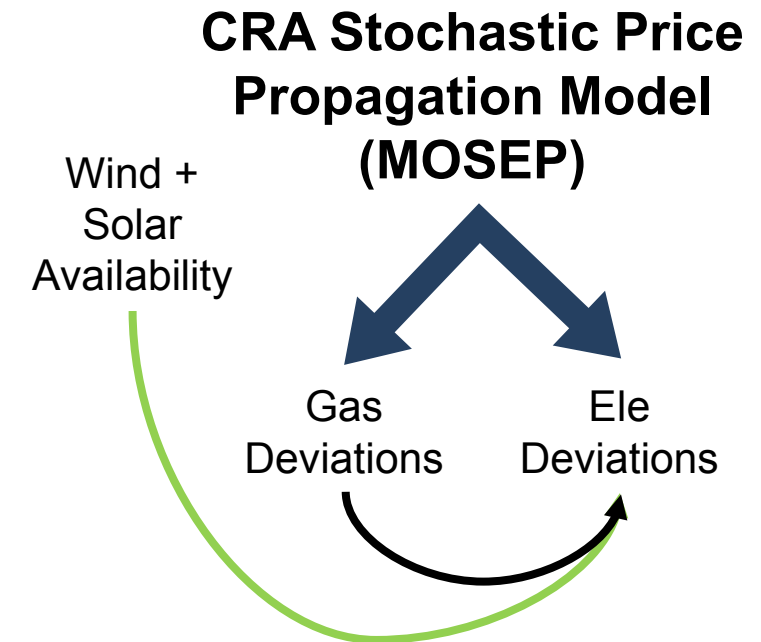 CRA Stochastic Price
Propagation Model
(MOSEP)
Wind +
Solar
Availability
Gas
Deviations
Ele
Deviations